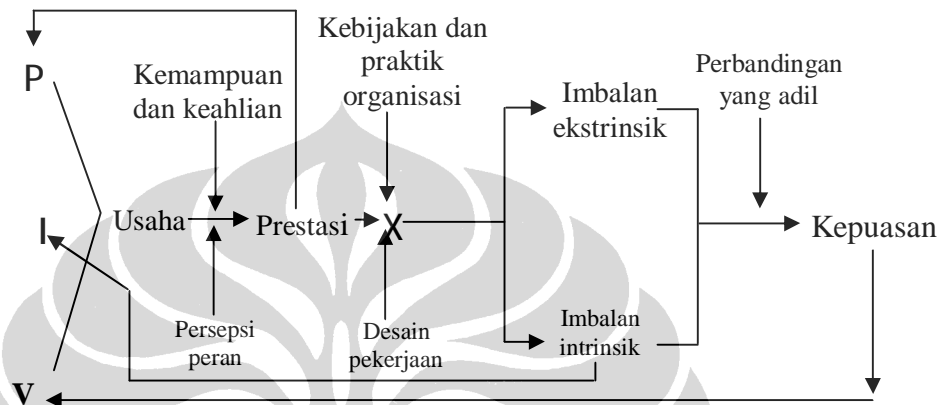 Kebijakan dan
praktik
organisasi
P
Kemampuan
dan keahlian
Perbandingan
yang adil
Imbalan
ekstrinsik
I
Usaha
Prestasi
X
Kepuasan
Persepsi
peran
Desain
pekerjaan
Imbalan
intrinsik
V